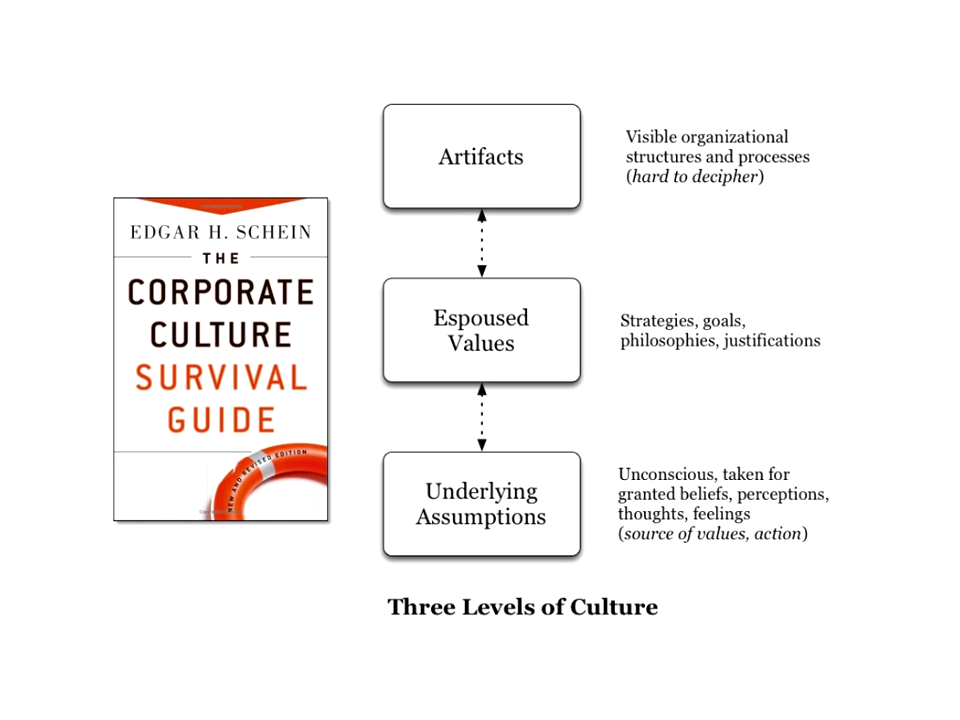 EDGAR H. SCHEIN
THE
CORPORATE
CULTURE
SURVIVAL
GUIDE
NEW AND REVISED EDITION
Artifacts
Visible organizational
structures and processes
(hard to decipher)
Espoused
Values
Strategies, goals,
philosophies, justifications
Underlying
Assumptions
Unconscious, taken for
granted beliefs, perceptions,
thoughts, feelings
(source of values, action)
Three Levels of Culture